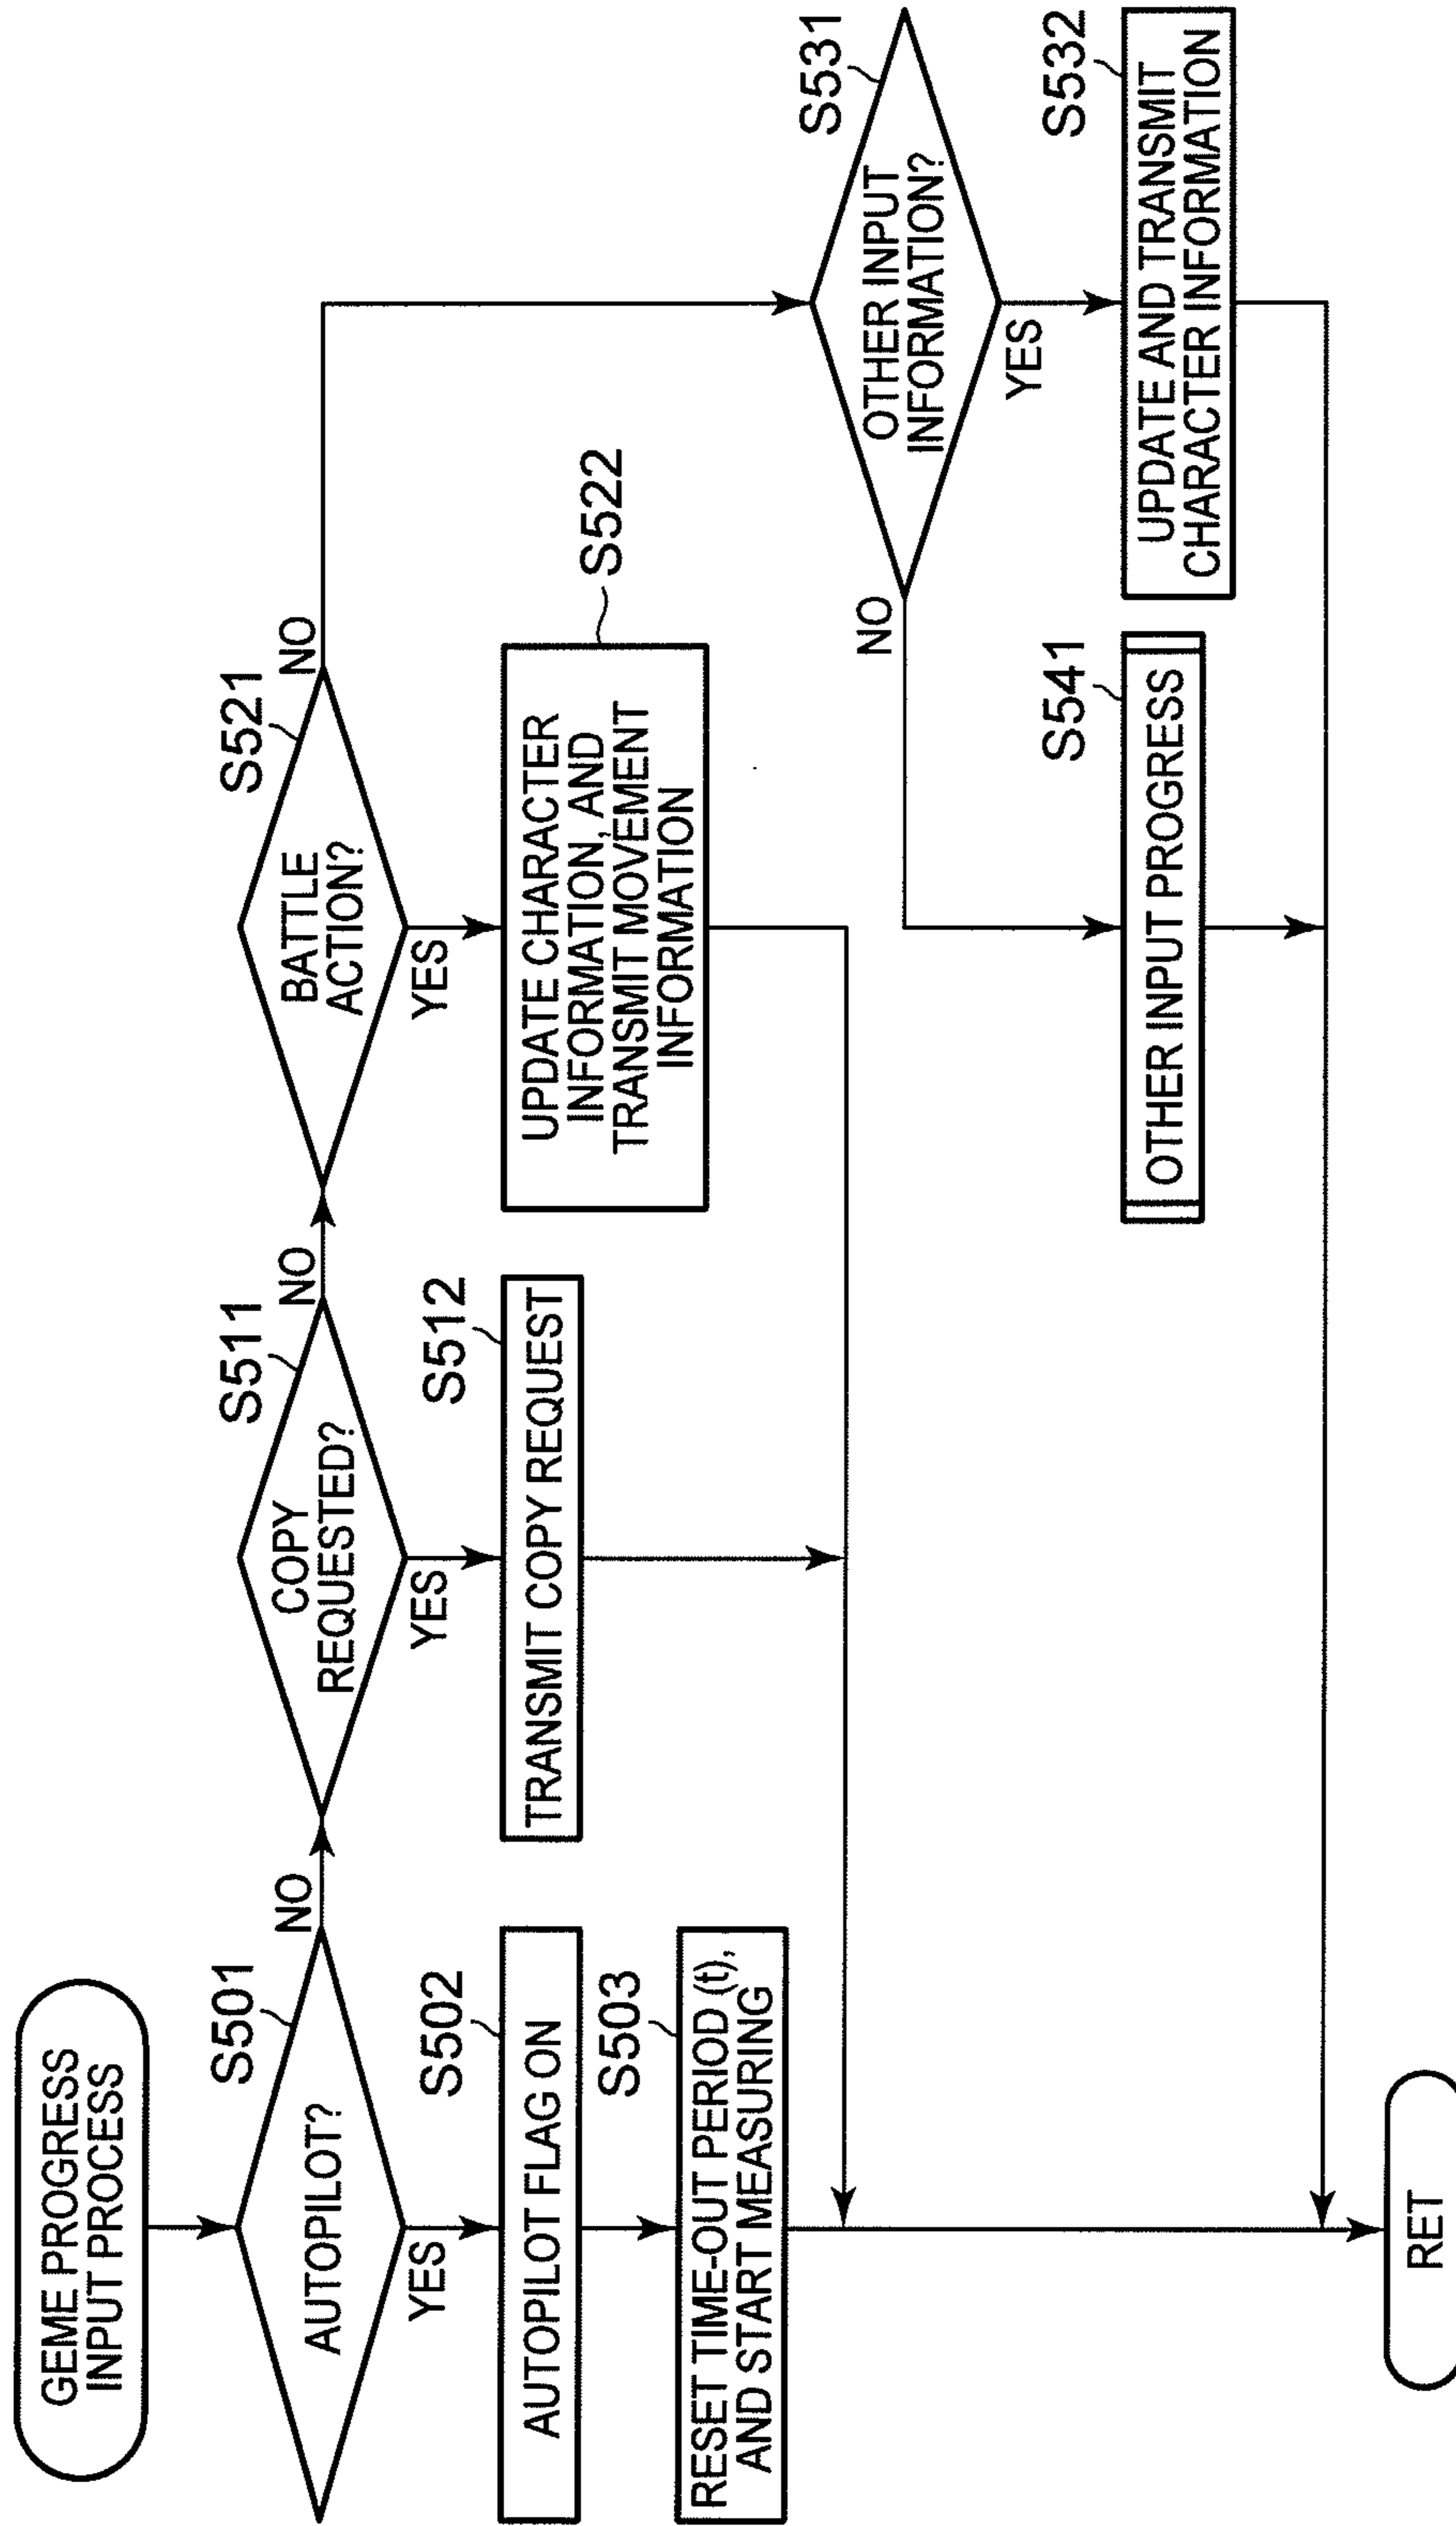 GEME PROGRESS
INPUT PROCESS
S501
AUTOPILOT?
NO
YES
S502
AUTOPILOT FLAG ON
S503
RESET TIME-OUT PERIOD (t),
AND START MEASURING
S511
COPY
REQUESTED?
NO
YES
S512
TRANSMIT COPY REQUEST
S521
BATTLE
ACTION?
NO
YES
S522
UPDATE CHARACTER
INFORMATION, AND
TRANSMIT MOVEMENT
INFORMATION
S531
OTHER INPUT
INFORMATION?
NO
YES
S532
UPDATE AND TRANSMIT
CHARACTER INFORMATION
S541
OTHER INPUT PROGRESS
RET